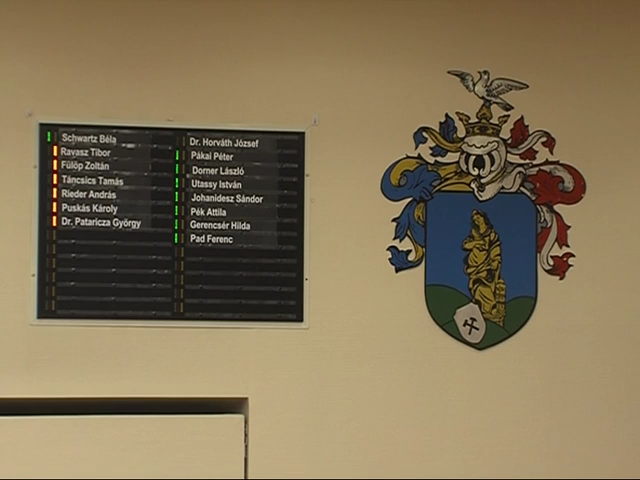 Schwartz Béla
Ravasz Tibor
Fülöp Zoltán
Táncsics Tamás
Rieder András
Puskás Károly
Dr. Pataricza György
Dr. Horváth József
Pákai Péter
Dorner László
Utassy István
Johanidesz Sándor
Pék Attila
Gerencsér Hilda
Pad Ferenc